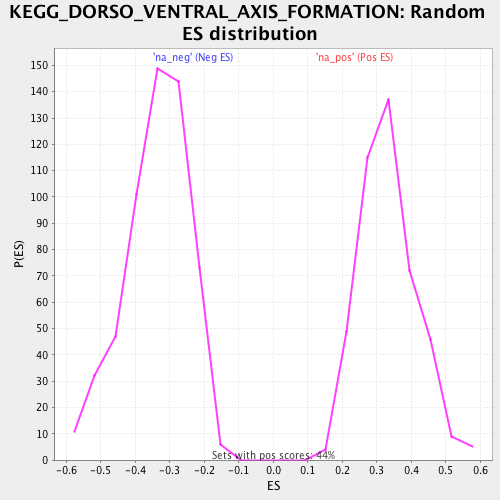 KEGG_DORSO_VENTRAL_AXIS_FORMATION: Random
ES distribution
'na_neg' (Neg ES)
'na_pos' (Pos ES)
150
140
130
120
110
100
90
80
70
60
50
40
30
20
10
0
P(ES)
Sets with pos scores: 44%
-0.6 -0.5 -0.4 -0.3 -0.2 -0.1 0.0 0.1 0.2 0.3 0.4 0.5 0.6
ES